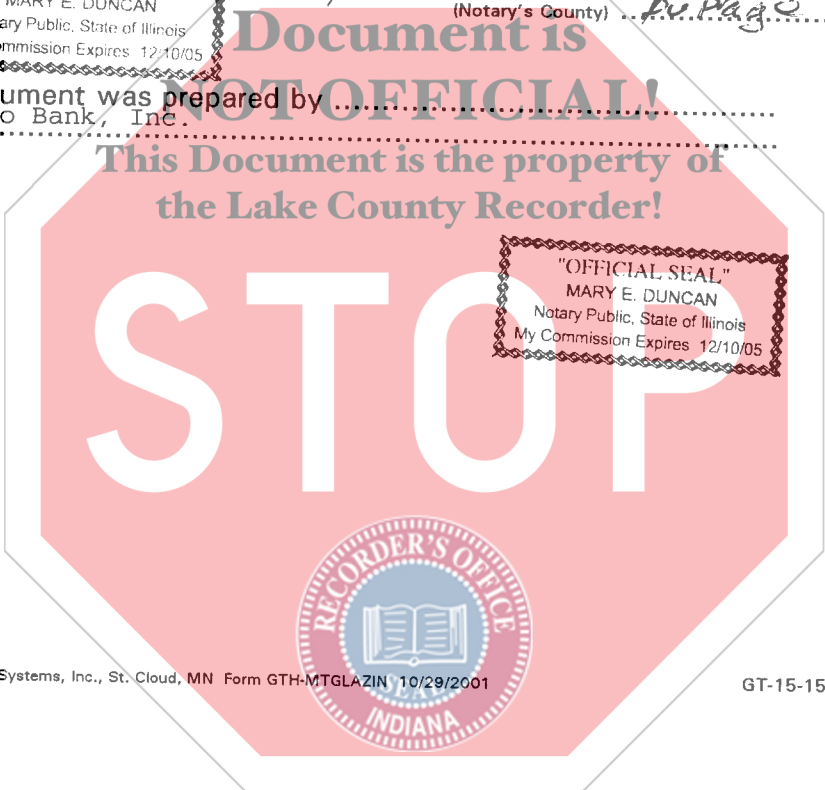 MARY E. DUNCAN
ary Public, State of Illinois
mmission Expires 12/10/05
(Notary's County) Du Page
Document is
NOT OFFICIAL!
ument was prepared by
o Bank, Inc.
This Document is the property of
the Lake County Recorder!
"OFFICIAL SEAL"
MARY E. DUNCAN
Notary Public, State of Illinois
My Commission Expires 12/10/05
STOP
RECORDER'S OFFICE
SEAL
INDIANA
Systems, Inc., St. Cloud, MN Form GTH-MTGLAZIN 10/29/2001
GT-15-15